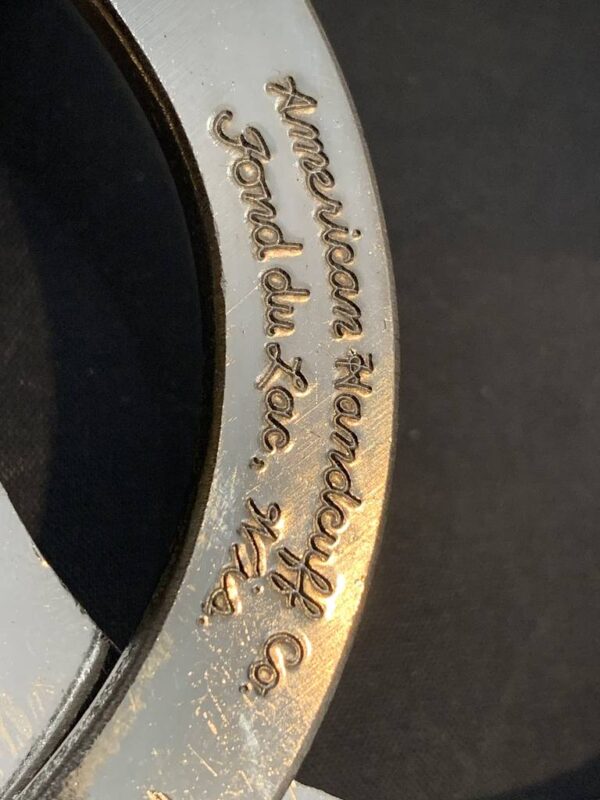 American Handcuff Co.
Fond du Lac, Wis.